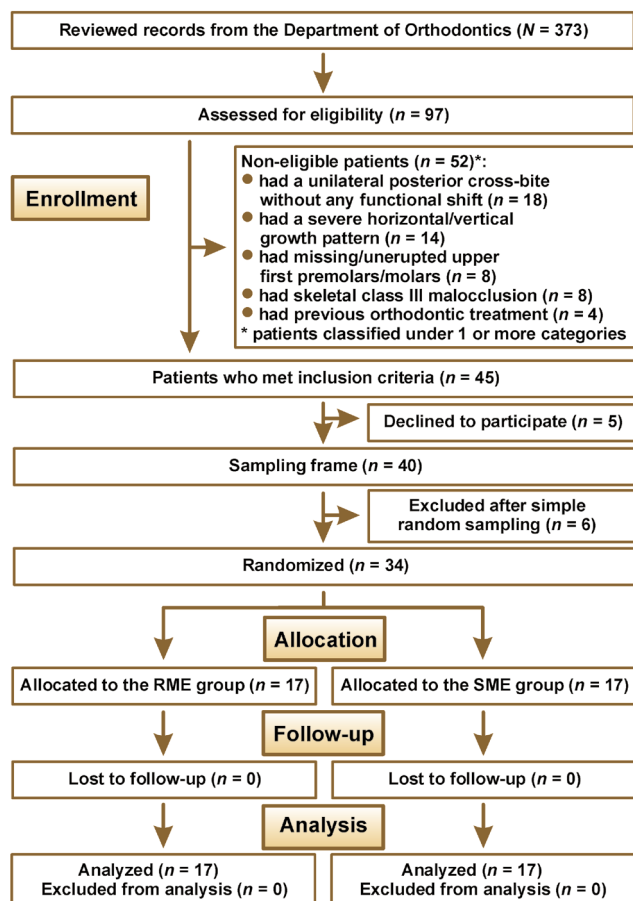 Reviewed records from the Department of Orthodontics (N = 373)
Assessed for eligibility (n = 97)
Enrollment
Non-eligible patients (n = 52)*:
● had a unilateral posterior cross-bite
without any functional shift (n = 18)
● had a severe horizontal/vertical
growth pattern (n = 14)
● had missing/unerupted upper
first premolars/molars (n = 8)
● had skeletal class III malocclusion (n = 8)
● had previous orthodontic treatment (n = 4)
* patients classified under 1 or more categories
Patients who met inclusion criteria (n = 45)
Declined to participate (n = 5)
Sampling frame (n = 40)
Excluded after simple
random sampling (n = 6)
Randomized (n = 34)
Allocation
Allocated to the RME group (n = 17)
Allocated to the SME group (n = 17)
Follow-up
Lost to follow-up (n = 0)
Lost to follow-up (n = 0)
Analysis
Analyzed (n = 17)
Excluded from analysis (n = 0)
Analyzed (n = 17)
Excluded from analysis (n = 0)